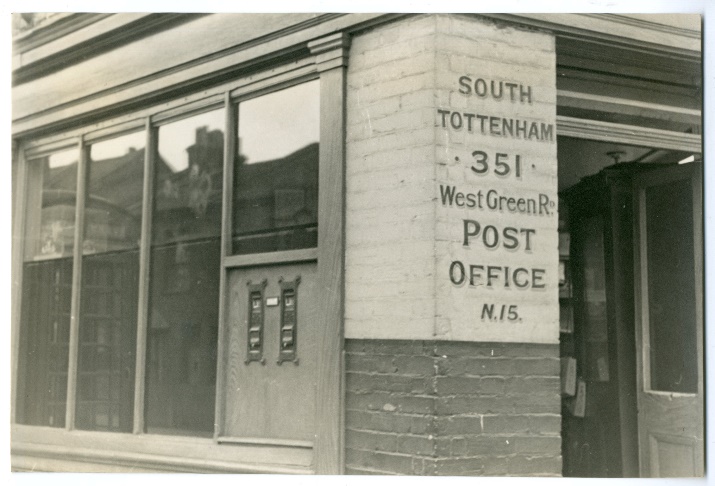 SOUTH
TOTTENHAM
· 351 ·
West Green Rd
POST
OFFICE
N.15.